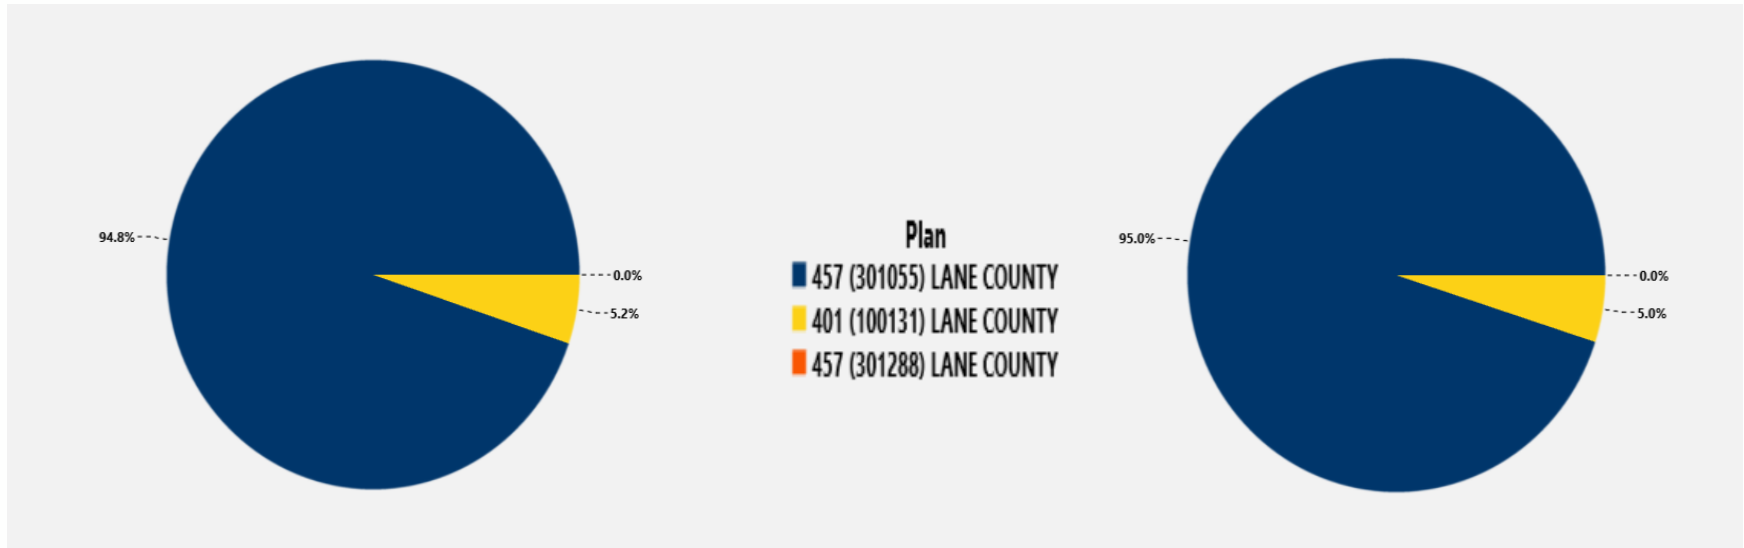 94.8%
0.0%
5.2%
Plan
457 (301055) LANE COUNTY
401 (100131) LANE COUNTY
457 (301288) LANE COUNTY
95.0%
0.0%
5.0%